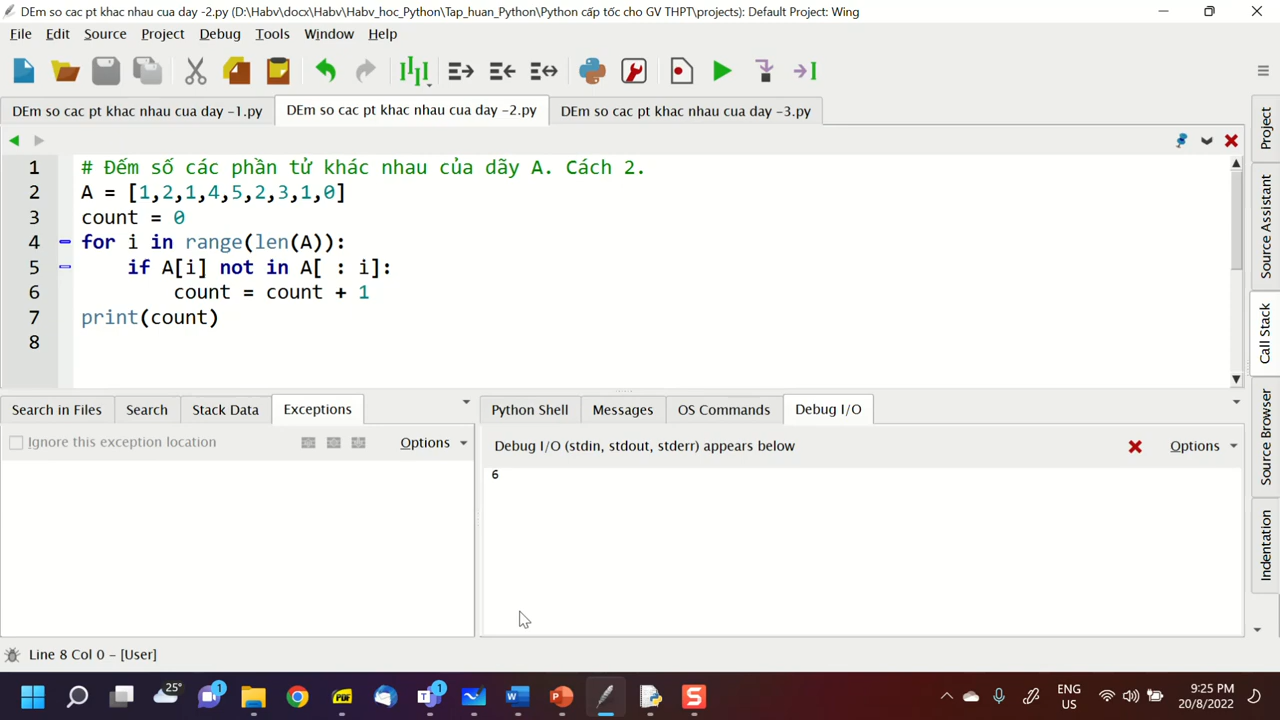 DEm so cac pt khac nhau cua day -2.py (D:\Habv\docx\Habv\Habv_hoc_Python\Tap_huan_Python\Python cấp tốc cho GV THPT\projects): Default Project: Wing
File Edit Source Project Debug Tools Window Help
DEm so cac pt khac nhau cua day -1.py DEm so cac pt khac nhau cua day -2.py DEm so cac pt khac nhau cua day -3.py
1 # Đếm số các phần tử khác nhau của dãy A. Cách 2.
2 A = [1,2,1,4,5,2,3,1,0]
3 count = 0
4 for i in range(len(A)):
5 if A[i] not in A[ : i]:
6 count = count + 1
7 print(count)
8
Project
Source Assistant
Call Stack
Source Browser
Indentation
Search in Files Search Stack Data Exceptions
Ignore this exception location Options
Python Shell Messages OS Commands Debug I/O
Debug I/O (stdin, stdout, stderr) appears below Options
6
Line 8 Col 0 – [User]
25° 1 PDF 1 T W P S
ENG
US
9:25 PM
20/8/2022